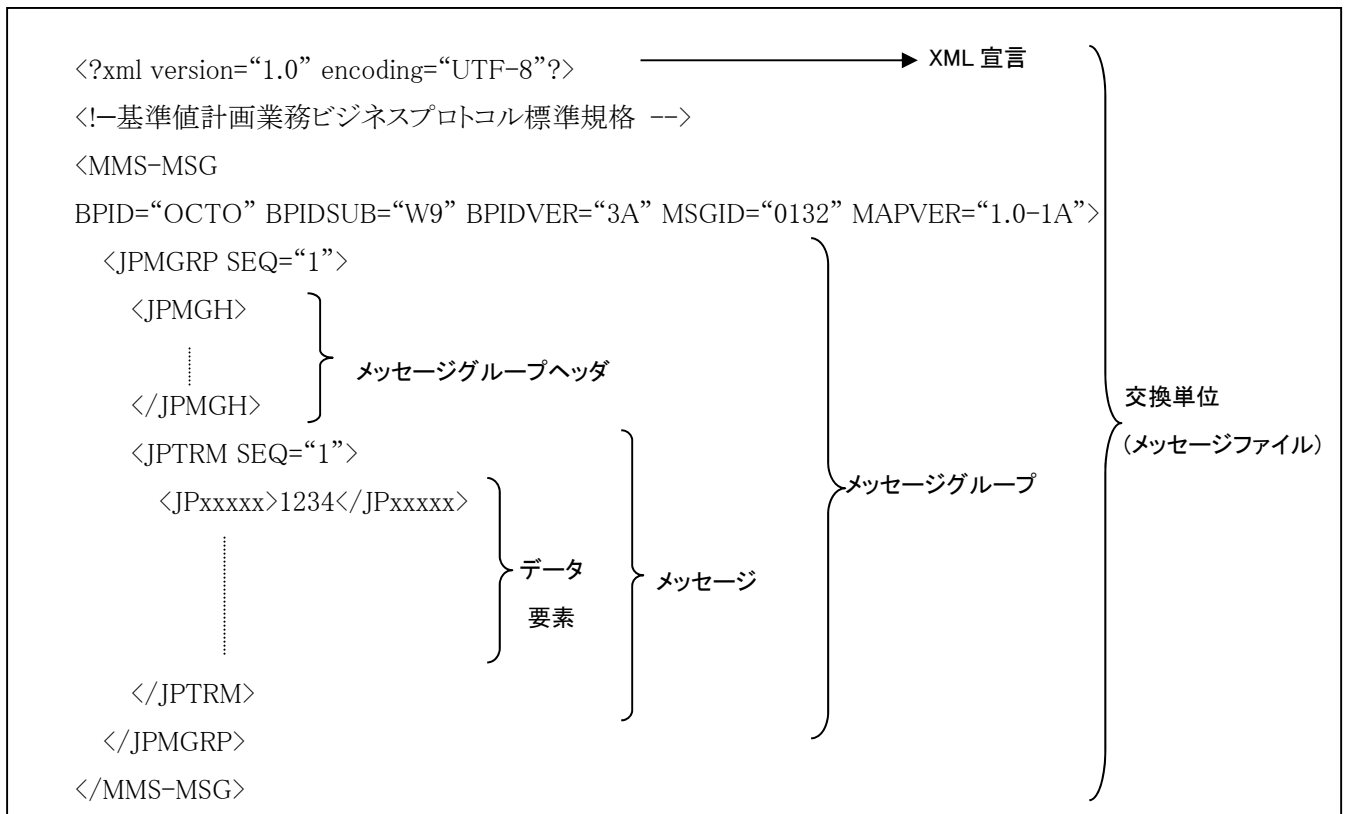 <?xml version=“1.0” encoding=“UTF-8”?> XML 宣言
<!—基準値計画業務ビジネスプロトコル標準規格 -->
<MMS-MSG
BPID=“OCTO” BPIDSUB=“W9” BPIDVER=“3A” MSGID=“0132” MAPVER=“1.0-1A”>
<JPMGRP SEQ=“1”>
<JPMGH>
メッセージグループヘッダ
</JPMGH>
交換単位
(メッセージファイル)
<JPTRM SEQ=“1”>
<JPxxxxx>1234</JPxxxxx>
メッセージグループ
データ
要素
メッセージ
</JPTRM>
</JPMGRP>
</MMS-MSG>